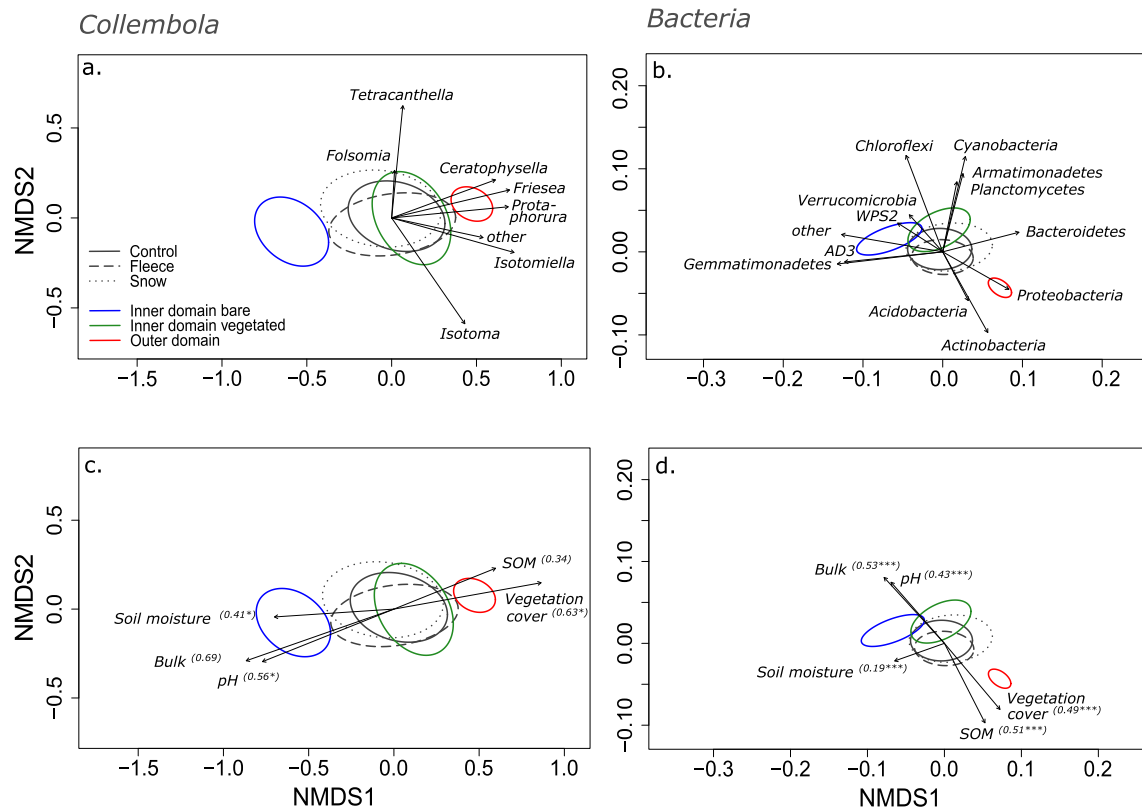 Collembola
Bacteria
a.
Tetracanthella
Folsomia
Ceratophysella
Friesea
Prota-
phorura
other
Isotomiella
Isotoma
Control
Fleece
Snow
Inner domain bare
Inner domain vegetated
Outer domain
NMDS2
0.5
0.0
−0.5
−1.5 −1.0 −0.5 0.0 0.5 1.0
b.
Chloroflexi
Cyanobacteria
Armatimonadetes
Planctomycetes
Verrucomicrobia
WPS2
other
Bacteroidetes
AD3
Gemmatimonadetes
Proteobacteria
Acidobacteria
Actinobacteria
0.20
0.10
0.00
−0.10
−0.3 −0.2 −0.1 0.0 0.1 0.2
c.
SOM (0.34)
Soil moisture (0.41*)
Vegetation
cover (0.63*)
Bulk (0.69)
pH (0.56*)
NMDS2
0.5
0.0
−0.5
−1.5 −1.0 −0.5 0.0 0.5 1.0
NMDS1
d.
Bulk (0.53***)
pH (0.43***)
Soil moisture (0.19***)
Vegetation
cover (0.49***)
SOM (0.51***)
0.20
0.10
0.00
−0.10
−0.3 −0.2 −0.1 0.0 0.1 0.2
NMDS1